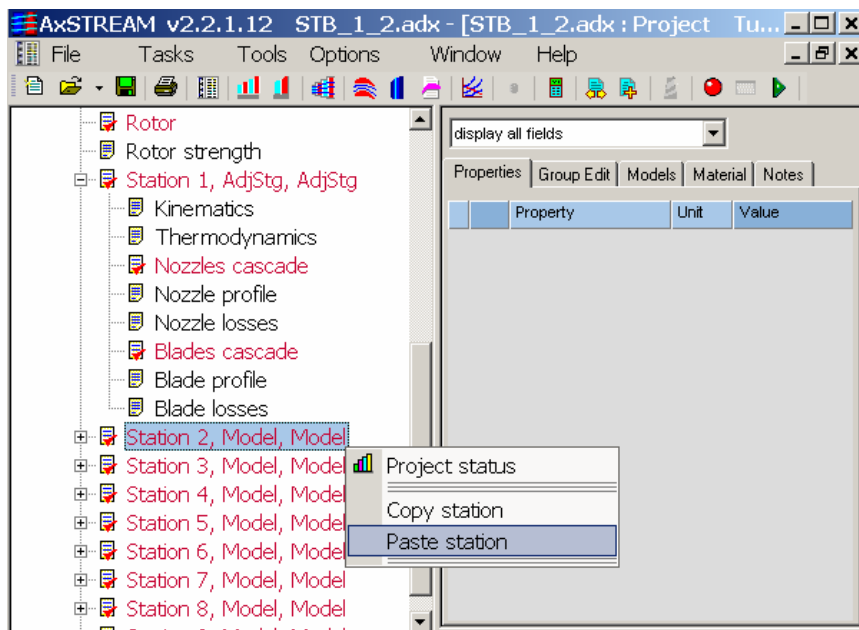 AxSTREAM v2.2.1.12 STB_1_2.adx - [STB_1_2.adx : Project Tu...
File Tasks Tools Options Window Help
Rotor
Rotor strength
Station 1, AdjStg, AdjStg
Kinematics
Thermodynamics
Nozzles cascade
Nozzle profile
Nozzle losses
Blades cascade
Blade profile
Blade losses
Station 2, Model, Model
Station 3, Model, Model
Station 4, Model, Model
Station 5, Model, Model
Station 6, Model, Model
Station 7, Model, Model
Station 8, Model, Model
Project status
Copy station
Paste station
display all fields
Properties Group Edit Models Material Notes
Property Unit Value